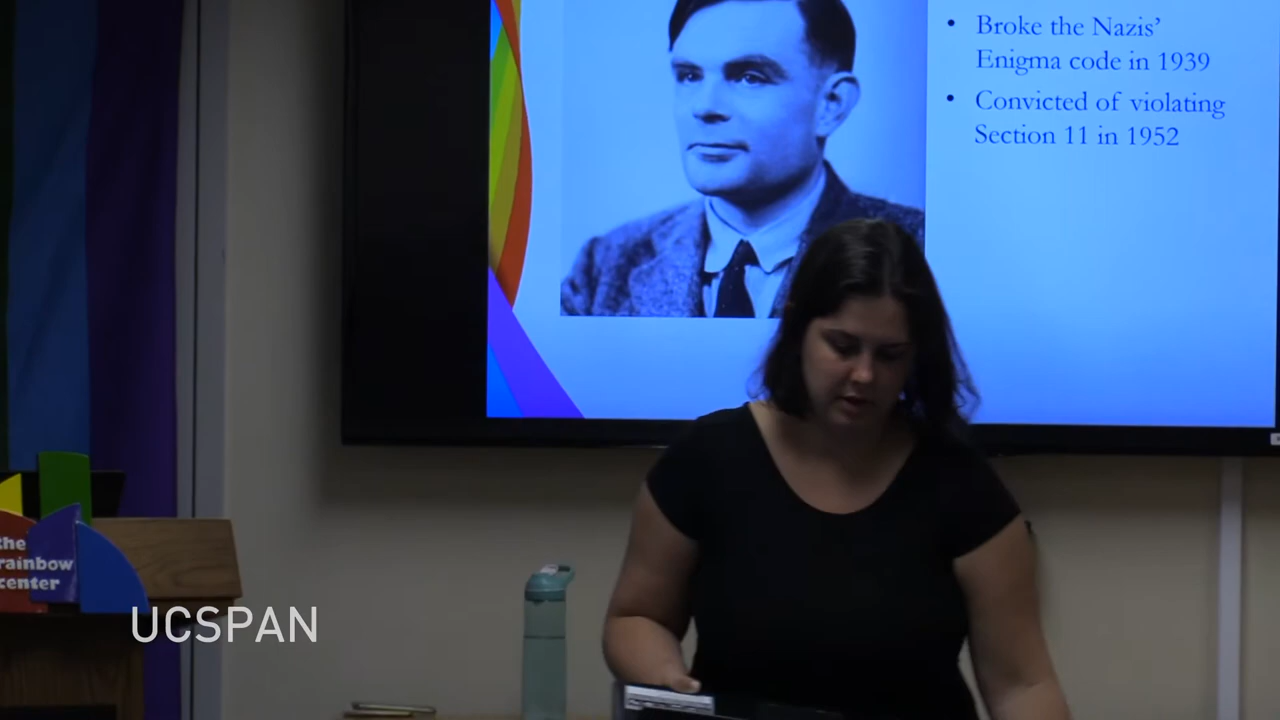 • Broke the Nazis’
Enigma code in 1939
• Convicted of violating
Section 11 in 1952
the
rainbow
center
UCSPAN